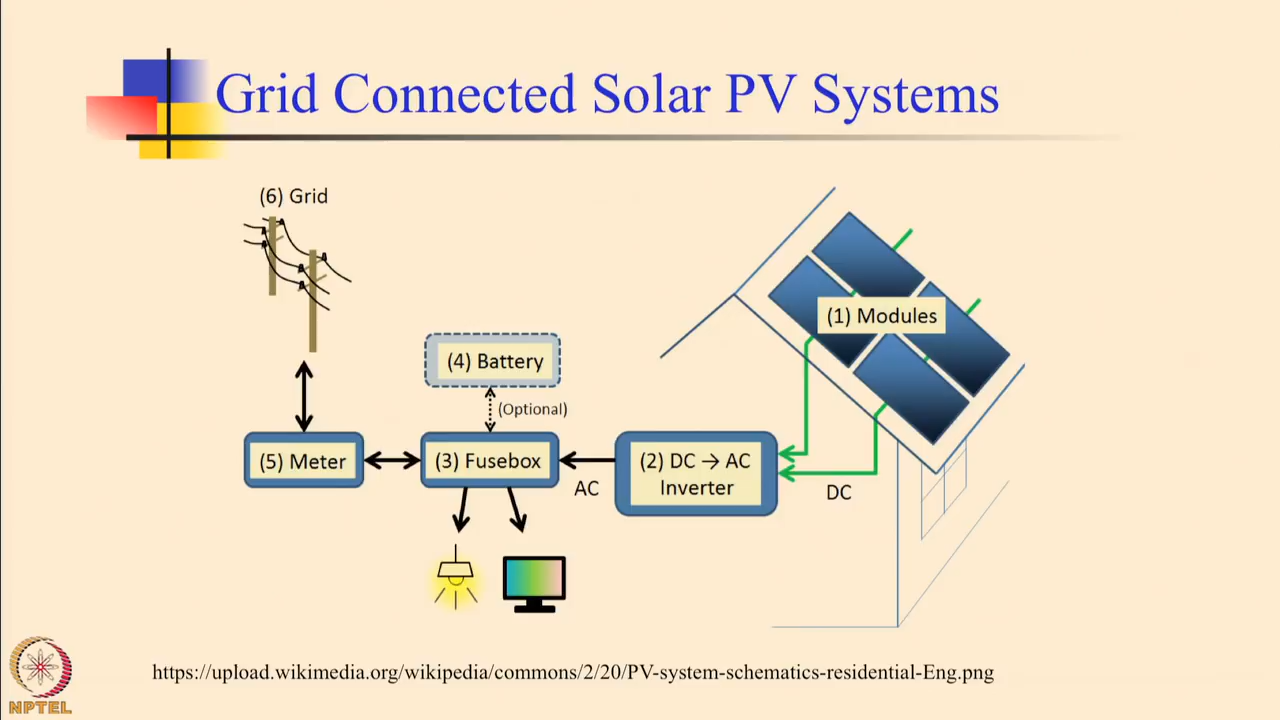 Grid Connected Solar PV Systems
(6) Grid
(1) Modules
(4) Battery
(Optional)
(5) Meter
(3) Fusebox
(2) DC → AC
Inverter
AC
DC
https://upload.wikimedia.org/wikipedia/commons/2/20/PV-system-schematics-residential-Eng.png
NPTEL